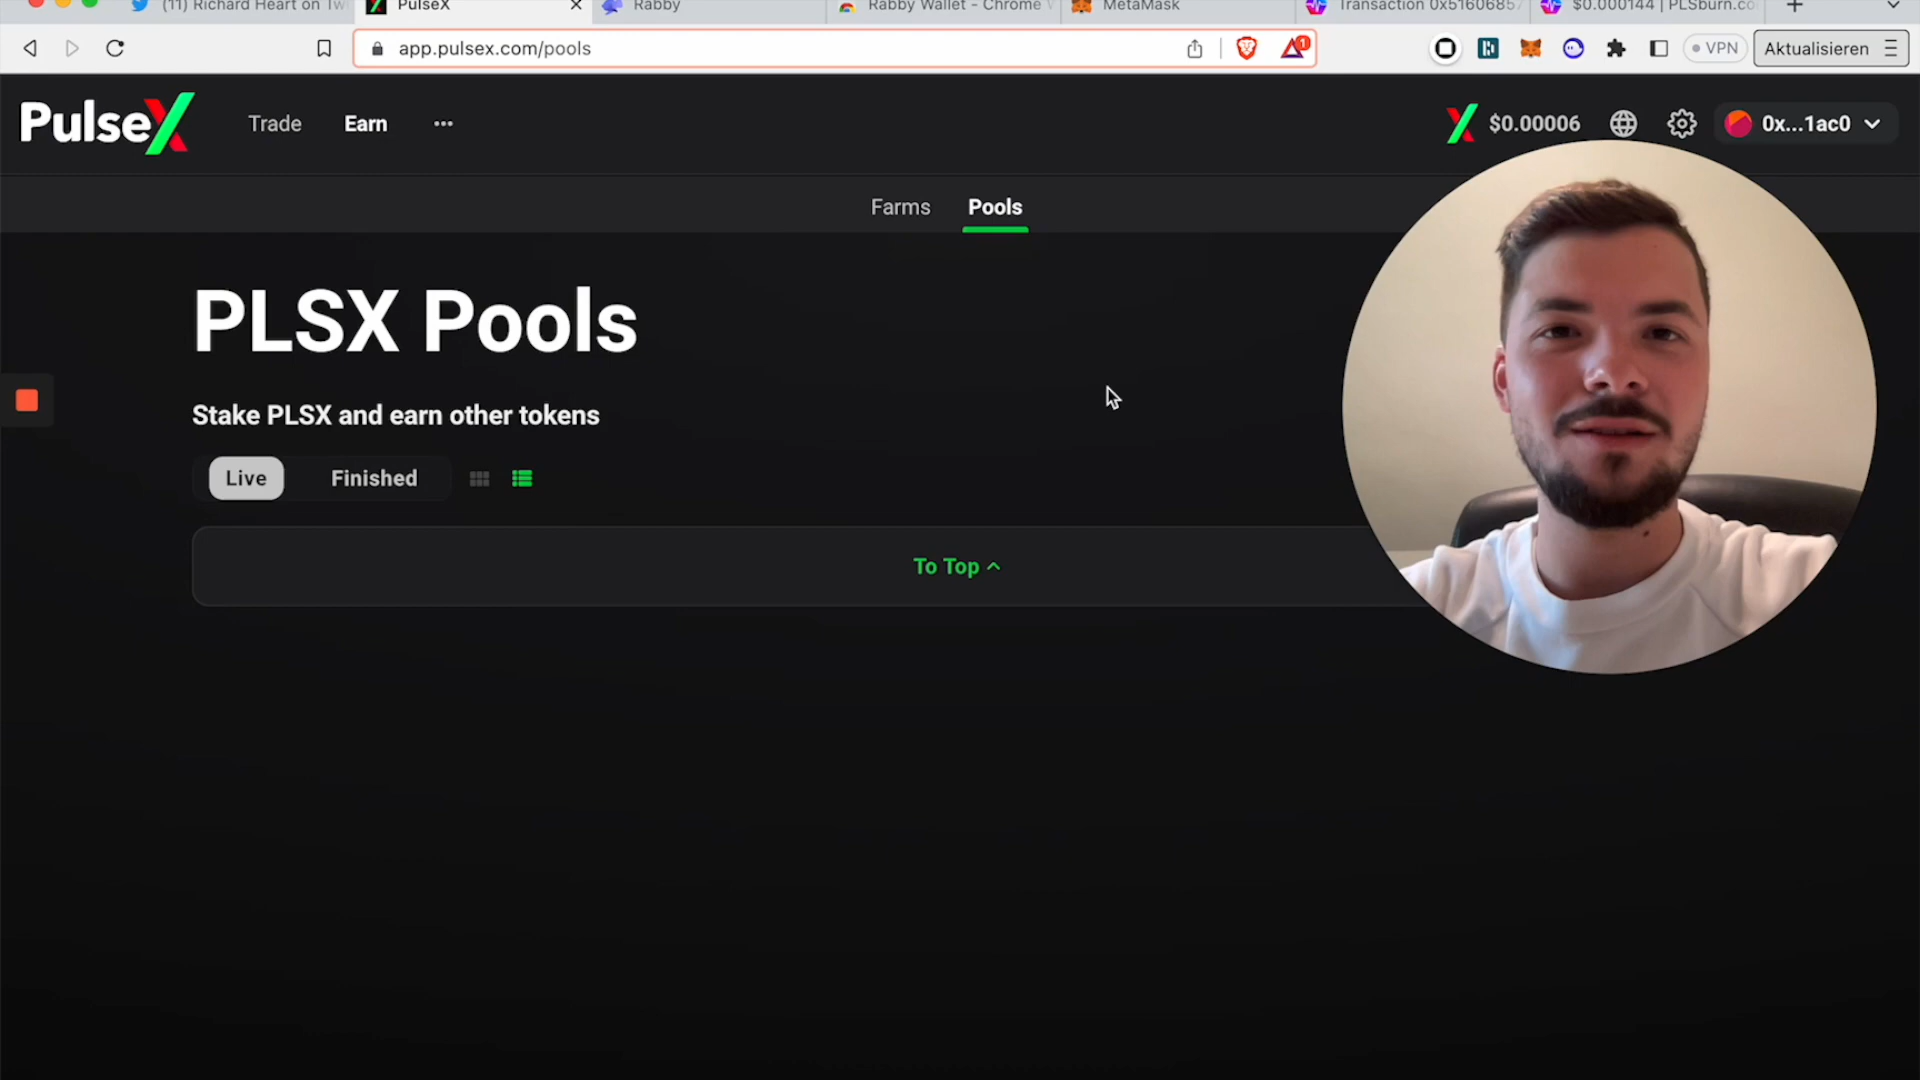 (11) Richard Heart on Tw
PulseX
Rabby
Rabby Wallet - Chrome
MetaMask
Transaction 0x5160685
$0.000144 | PLSburn.co
app.pulsex.com/pools
1
VPN
Aktualisieren
PulseX
Trade
Earn
$0.00006
0x...1ac0
Farms
Pools
PLSX Pools
Stake PLSX and earn other tokens
Live
Finished
To Top